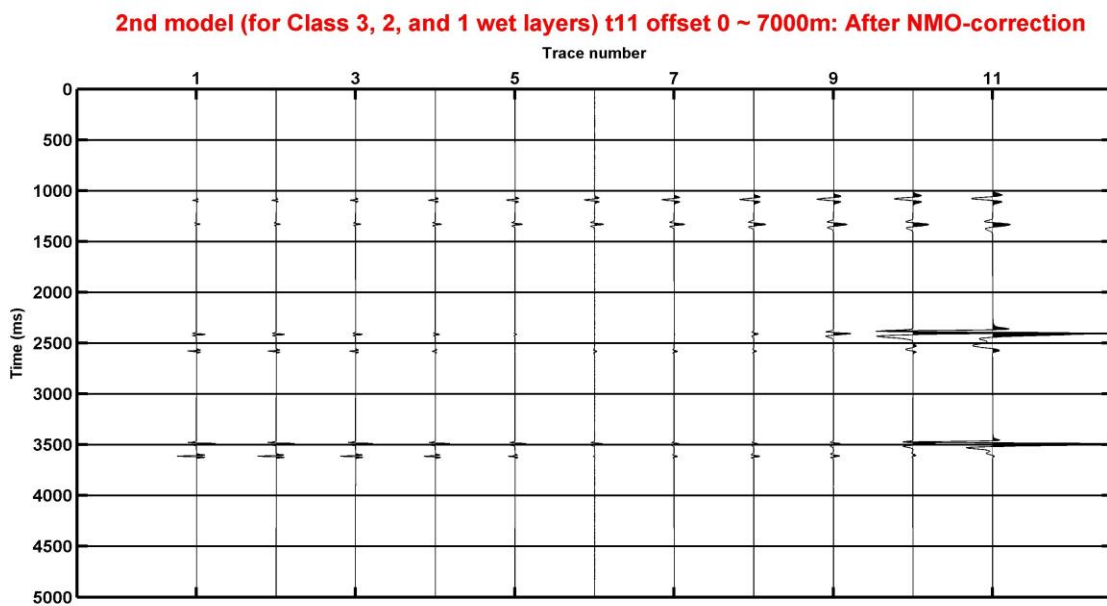 2nd model (for Class 3, 2, and 1 wet layers) t11 offset 0 ~ 7000m: After NMO-correction
Trace number
1 3 5 7 9 11
0
500
1000
1500
2000
2500
3000
3500
4000
4500
5000
Time (ms)